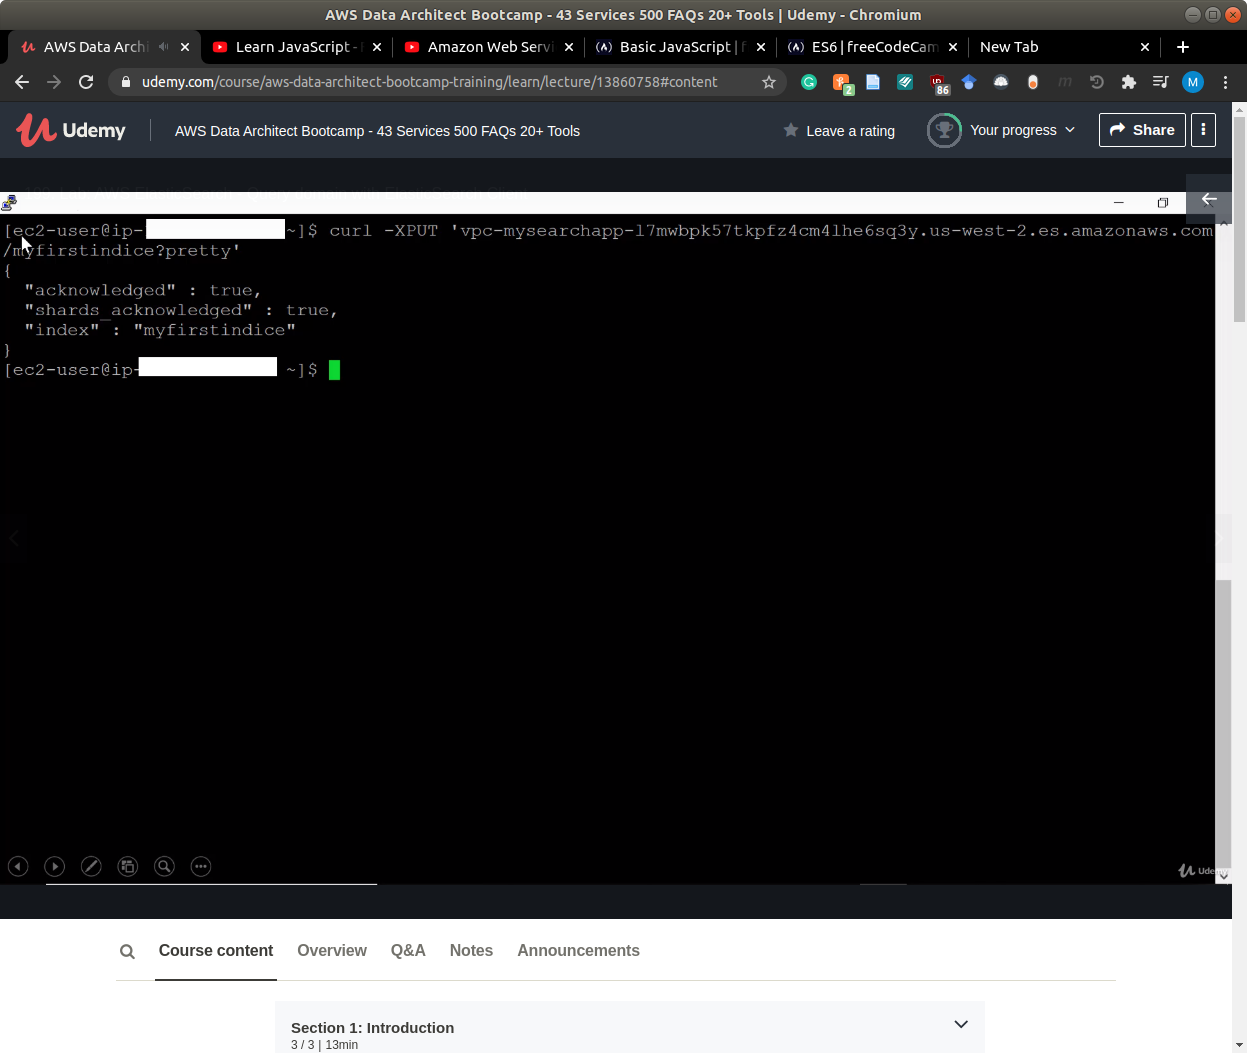 AWS Data Architect Bootcamp - 43 Services 500 FAQs 20+ Tools | Udemy - Chromium
AWS Data Archi
Learn JavaScript -
Amazon Web Servi
Basic JavaScript | f
ES6 | freeCodeCam
New Tab
udemy.com/course/aws-data-architect-bootcamp-training/learn/lecture/13860758#content
2
86
M
Udemy
AWS Data Architect Bootcamp - 43 Services 500 FAQs 20+ Tools
Leave a rating
Your progress
Share
[ec2-user@ip- ~]$ curl -XPUT 'vpc-mysearchapp-l7mwbpk57tkpfz4cm4lhe6sq3y.us-west-2.es.amazonaws.com
/myfirstindice?pretty'
{
"acknowledged" : true,
"shards_acknowledged" : true,
"index" : "myfirstindice"
}
[ec2-user@ip- ~]$
Udemy
Course content
Overview
Q&A
Notes
Announcements
Section 1: Introduction
3 / 3 | 13min